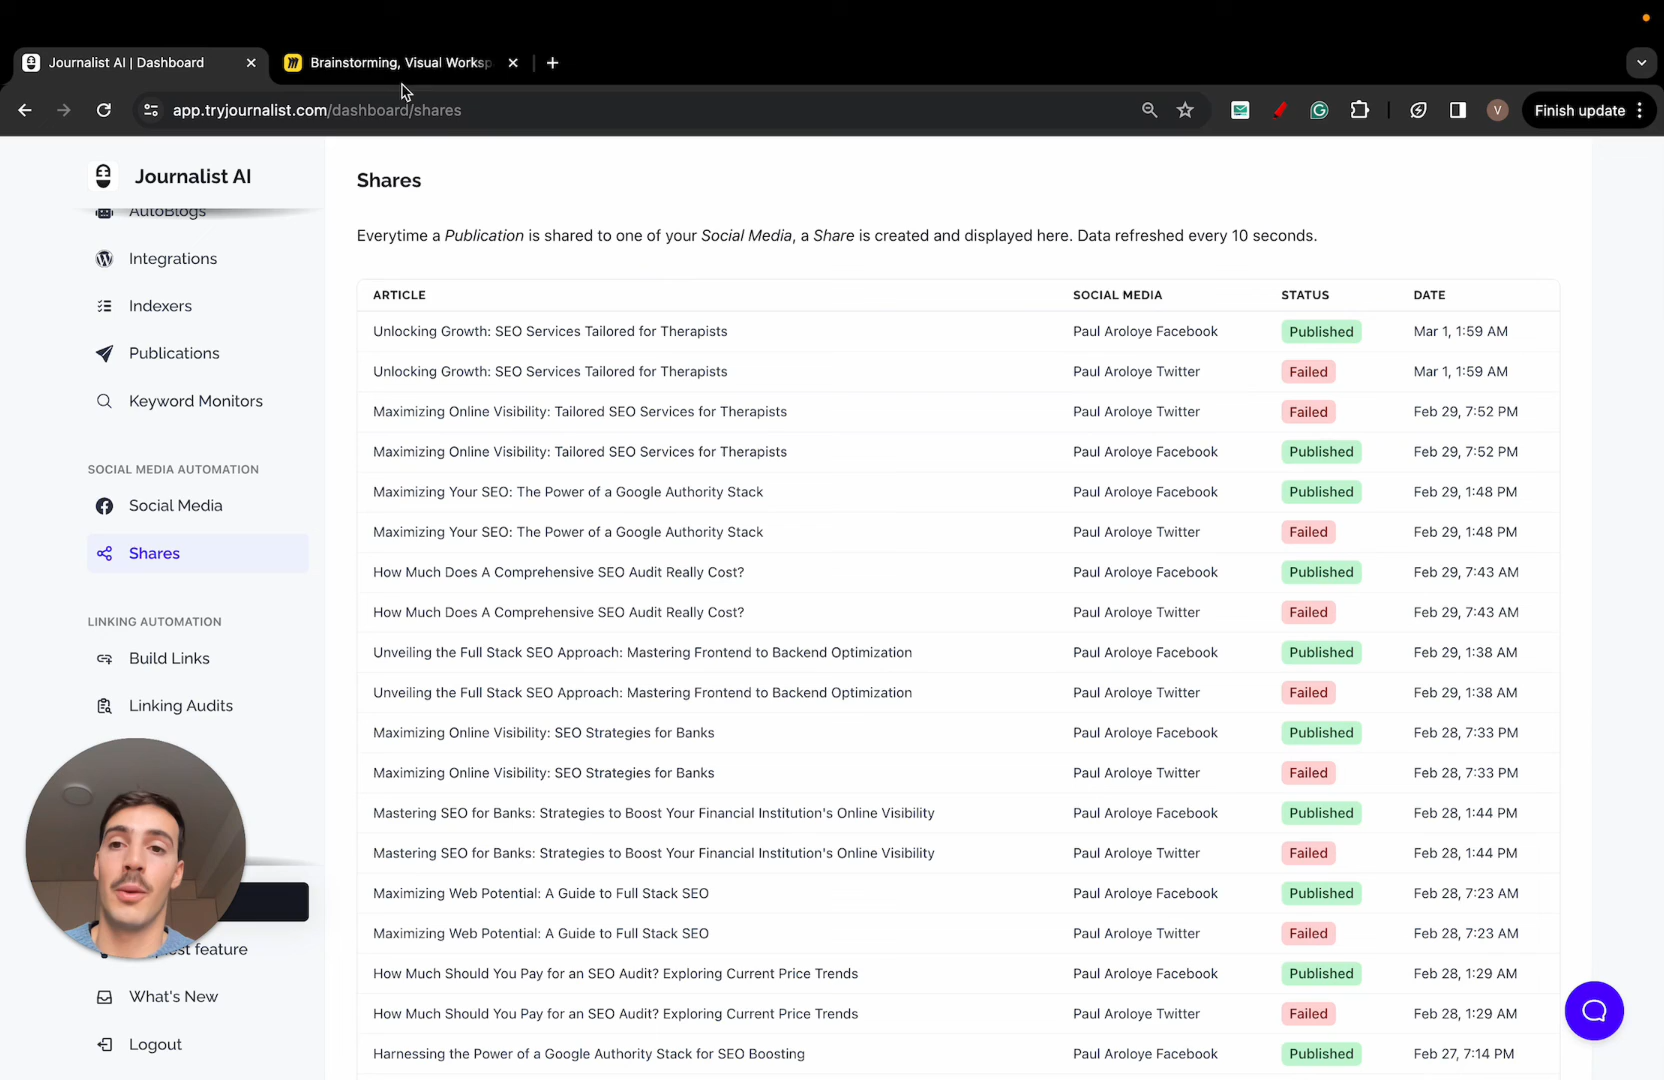 Journalist AI | Dashboard
Brainstorming, Visual Worksp
app.tryjournalist.com/dashboard/shares
Finish update
V
Journalist AI
AutoBlogs
Integrations
Indexers
Publications
Keyword Monitors
SOCIAL MEDIA AUTOMATION
Social Media
Shares
LINKING AUTOMATION
Build Links
Linking Audits
st feature
What's New
Logout
Shares
Everytime a Publication is shared to one of your Social Media, a Share is created and displayed here. Data refreshed every 10 seconds.
ARTICLE SOCIAL MEDIA STATUS DATE
Unlocking Growth: SEO Services Tailored for Therapists Paul Aroloye Facebook Published Mar 1, 1:59 AM
Unlocking Growth: SEO Services Tailored for Therapists Paul Aroloye Twitter Failed Mar 1, 1:59 AM
Maximizing Online Visibility: Tailored SEO Services for Therapists Paul Aroloye Twitter Failed Feb 29, 7:52 PM
Maximizing Online Visibility: Tailored SEO Services for Therapists Paul Aroloye Facebook Published Feb 29, 7:52 PM
Maximizing Your SEO: The Power of a Google Authority Stack Paul Aroloye Facebook Published Feb 29, 1:48 PM
Maximizing Your SEO: The Power of a Google Authority Stack Paul Aroloye Twitter Failed Feb 29, 1:48 PM
How Much Does A Comprehensive SEO Audit Really Cost? Paul Aroloye Facebook Published Feb 29, 7:43 AM
How Much Does A Comprehensive SEO Audit Really Cost? Paul Aroloye Twitter Failed Feb 29, 7:43 AM
Unveiling the Full Stack SEO Approach: Mastering Frontend to Backend Optimization Paul Aroloye Facebook Published Feb 29, 1:38 AM
Unveiling the Full Stack SEO Approach: Mastering Frontend to Backend Optimization Paul Aroloye Twitter Failed Feb 29, 1:38 AM
Maximizing Online Visibility: SEO Strategies for Banks Paul Aroloye Facebook Published Feb 28, 7:33 PM
Maximizing Online Visibility: SEO Strategies for Banks Paul Aroloye Twitter Failed Feb 28, 7:33 PM
Mastering SEO for Banks: Strategies to Boost Your Financial Institution's Online Visibility Paul Aroloye Facebook Published Feb 28, 1:44 PM
Mastering SEO for Banks: Strategies to Boost Your Financial Institution's Online Visibility Paul Aroloye Twitter Failed Feb 28, 1:44 PM
Maximizing Web Potential: A Guide to Full Stack SEO Paul Aroloye Facebook Published Feb 28, 7:23 AM
Maximizing Web Potential: A Guide to Full Stack SEO Paul Aroloye Twitter Failed Feb 28, 7:23 AM
How Much Should You Pay for an SEO Audit? Exploring Current Price Trends Paul Aroloye Facebook Published Feb 28, 1:29 AM
How Much Should You Pay for an SEO Audit? Exploring Current Price Trends Paul Aroloye Twitter Failed Feb 28, 1:29 AM
Harnessing the Power of a Google Authority Stack for SEO Boosting Paul Aroloye Facebook Published Feb 27, 7:14 PM